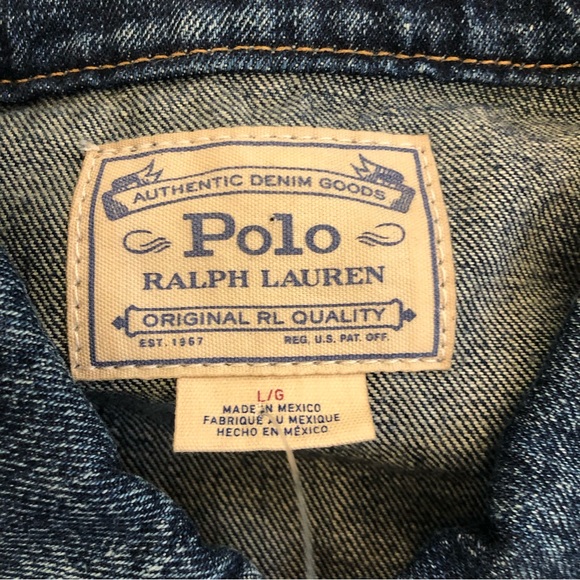 AUTHENTIC DENIM GOODS
Polo
RALPH LAUREN
ORIGINAL RL QUALITY
EST. 1967 REG. U.S. PAT. OFF.
L/G
MADE IN MEXICO
FABRIQUÉ AU MEXIQUE
HECHO EN MÉXICO